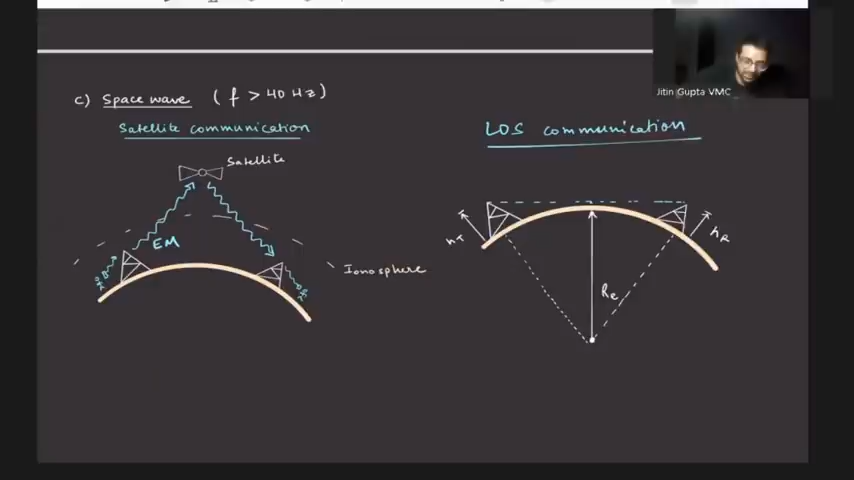 Jitin Gupta VMC
c) Space wave (f > 40 Hz)
Satellite communication
LOS communication
Satellite
EM
hT
hR
Ionosphere
Re